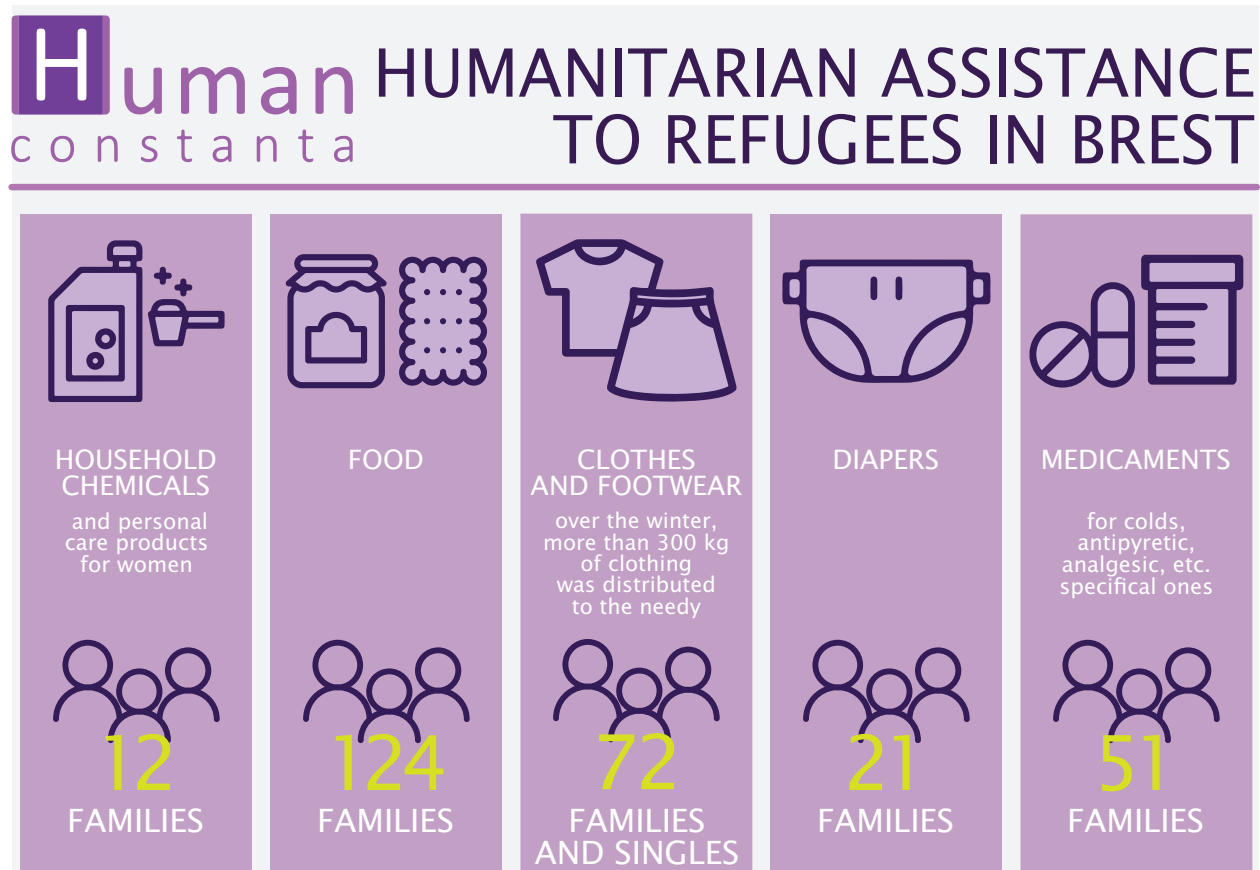 Human
constanta
HUMANITARIAN ASSISTANCE
TO REFUGEES IN BREST
HOUSEHOLD
CHEMICALS
and personal
care products
for women
12
FAMILIES
FOOD
124
FAMILIES
CLOTHES
AND FOOTWEAR
over the winter,
more than 300 kg
of clothing
was distributed
to the needy
72
FAMILIES
AND SINGLES
DIAPERS
21
FAMILIES
MEDICAMENTS
for colds,
antipyretic,
analgesic, etc.
specifical ones
51
FAMILIES